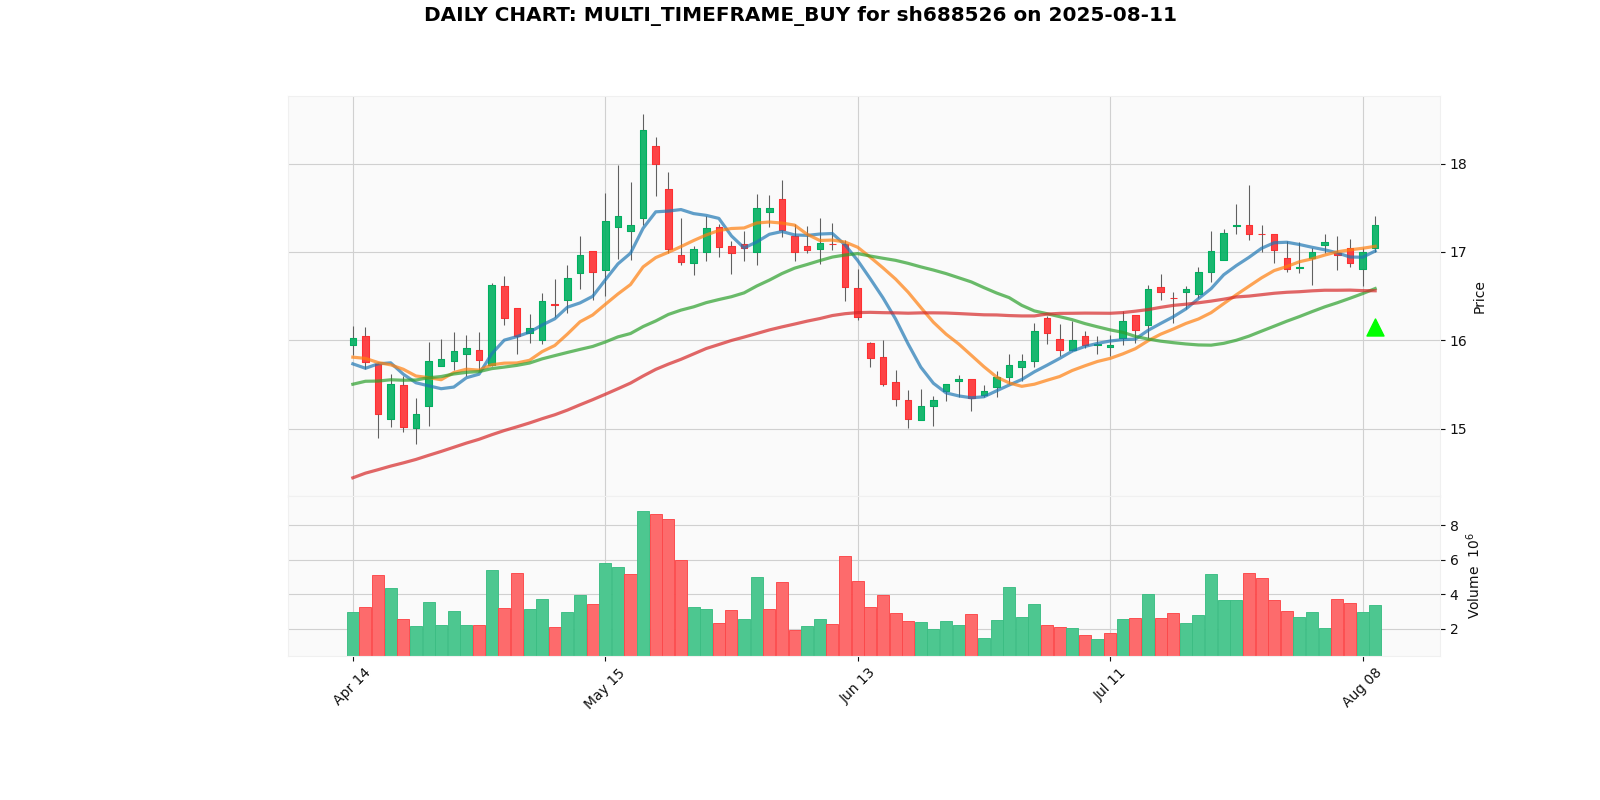 DAILY CHART: MULTI_TIMEFRAME_BUY for sh688526 on 2025-08-11
18
17
16
15
Price
8
6
4
2
Volume 10⁶
Apr 14
May 15
Jun 13
Jul 11
Aug 08